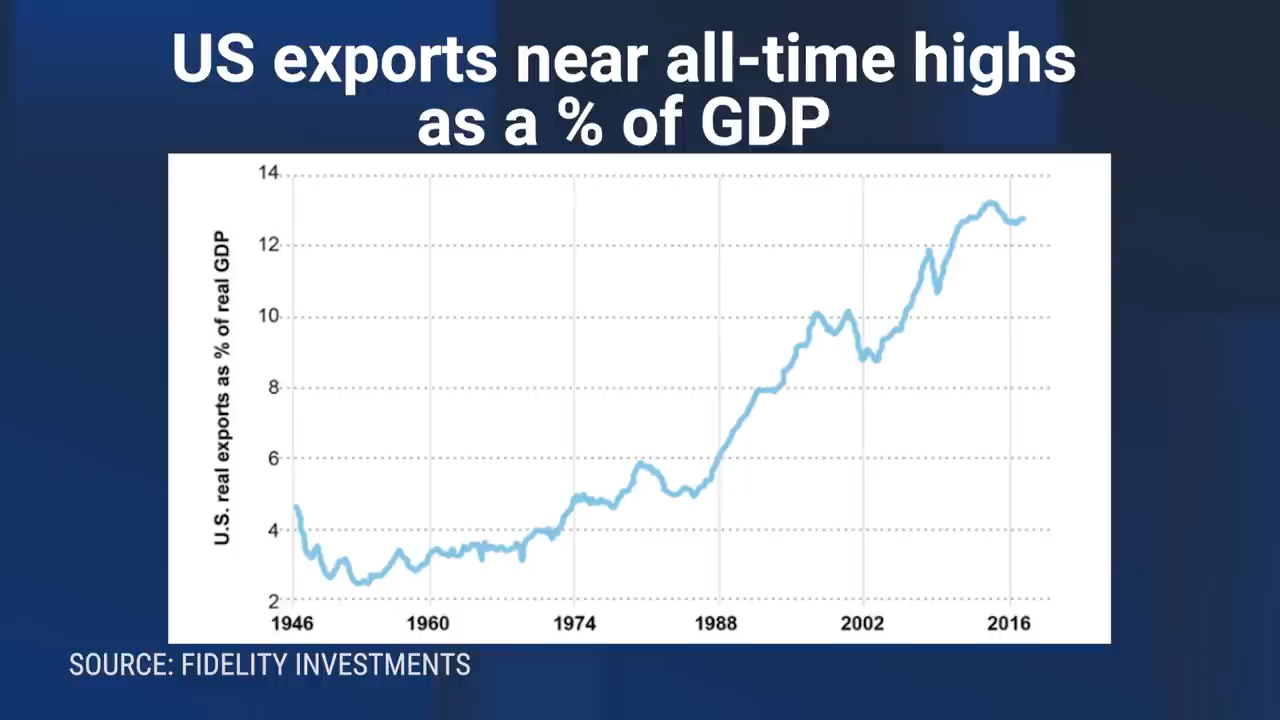 US exports near all-time highs
as a % of GDP
U.S. real exports as % of real GDP
14
12
10
8
6
4
2
1946 1960 1974 1988 2002 2016
SOURCE: FIDELITY INVESTMENTS